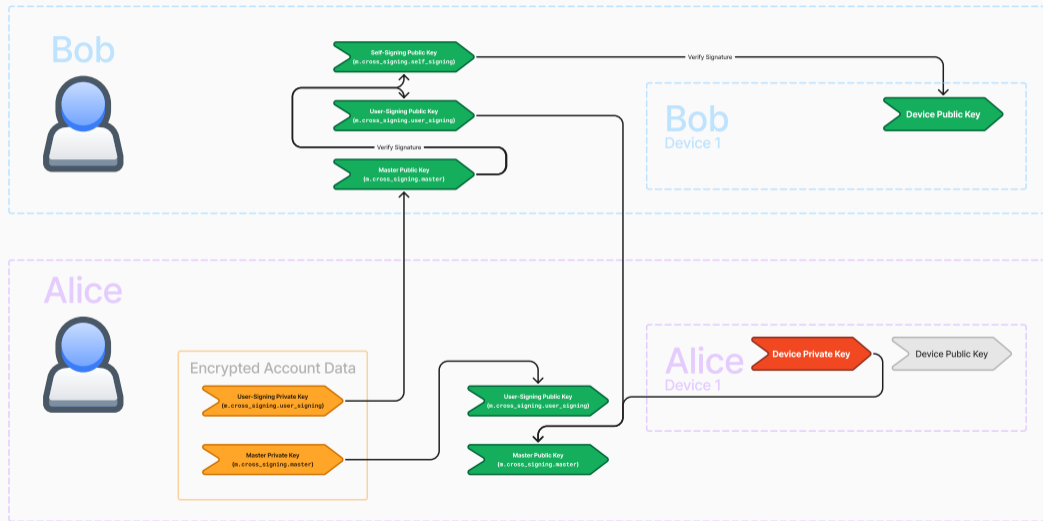 Bob
Self-Signing Public Key
(m.cross_signing.self_signing)
Verify Signature
User-Signing Public Key
(m.cross_signing.user_signing)
Bob
Device 1
Device Public Key
Verify Signature
Master Public Key
(m.cross_signing.master)
Alice
Encrypted Account Data
User-Signing Private Key
(m.cross_signing.user_signing)
Master Private Key
(m.cross_signing.master)
User-Signing Public Key
(m.cross_signing.user_signing)
Master Public Key
(m.cross_signing.master)
Alice
Device 1
Device Private Key
Device Public Key